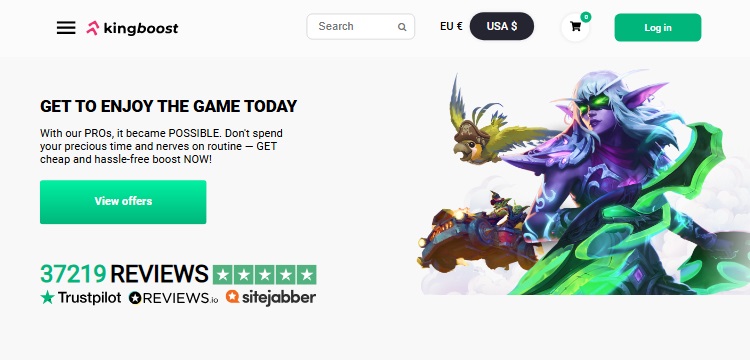 kingboost
Search
EU €
USA $
0
Log in
GET TO ENJOY THE GAME TODAY
With our PROs, it became POSSIBLE. Don't spend
your precious time and nerves on routine — GET
cheap and hassle-free boost NOW!
View offers
37219 REVIEWS
Trustpilot REVIEWS.io sitejabber